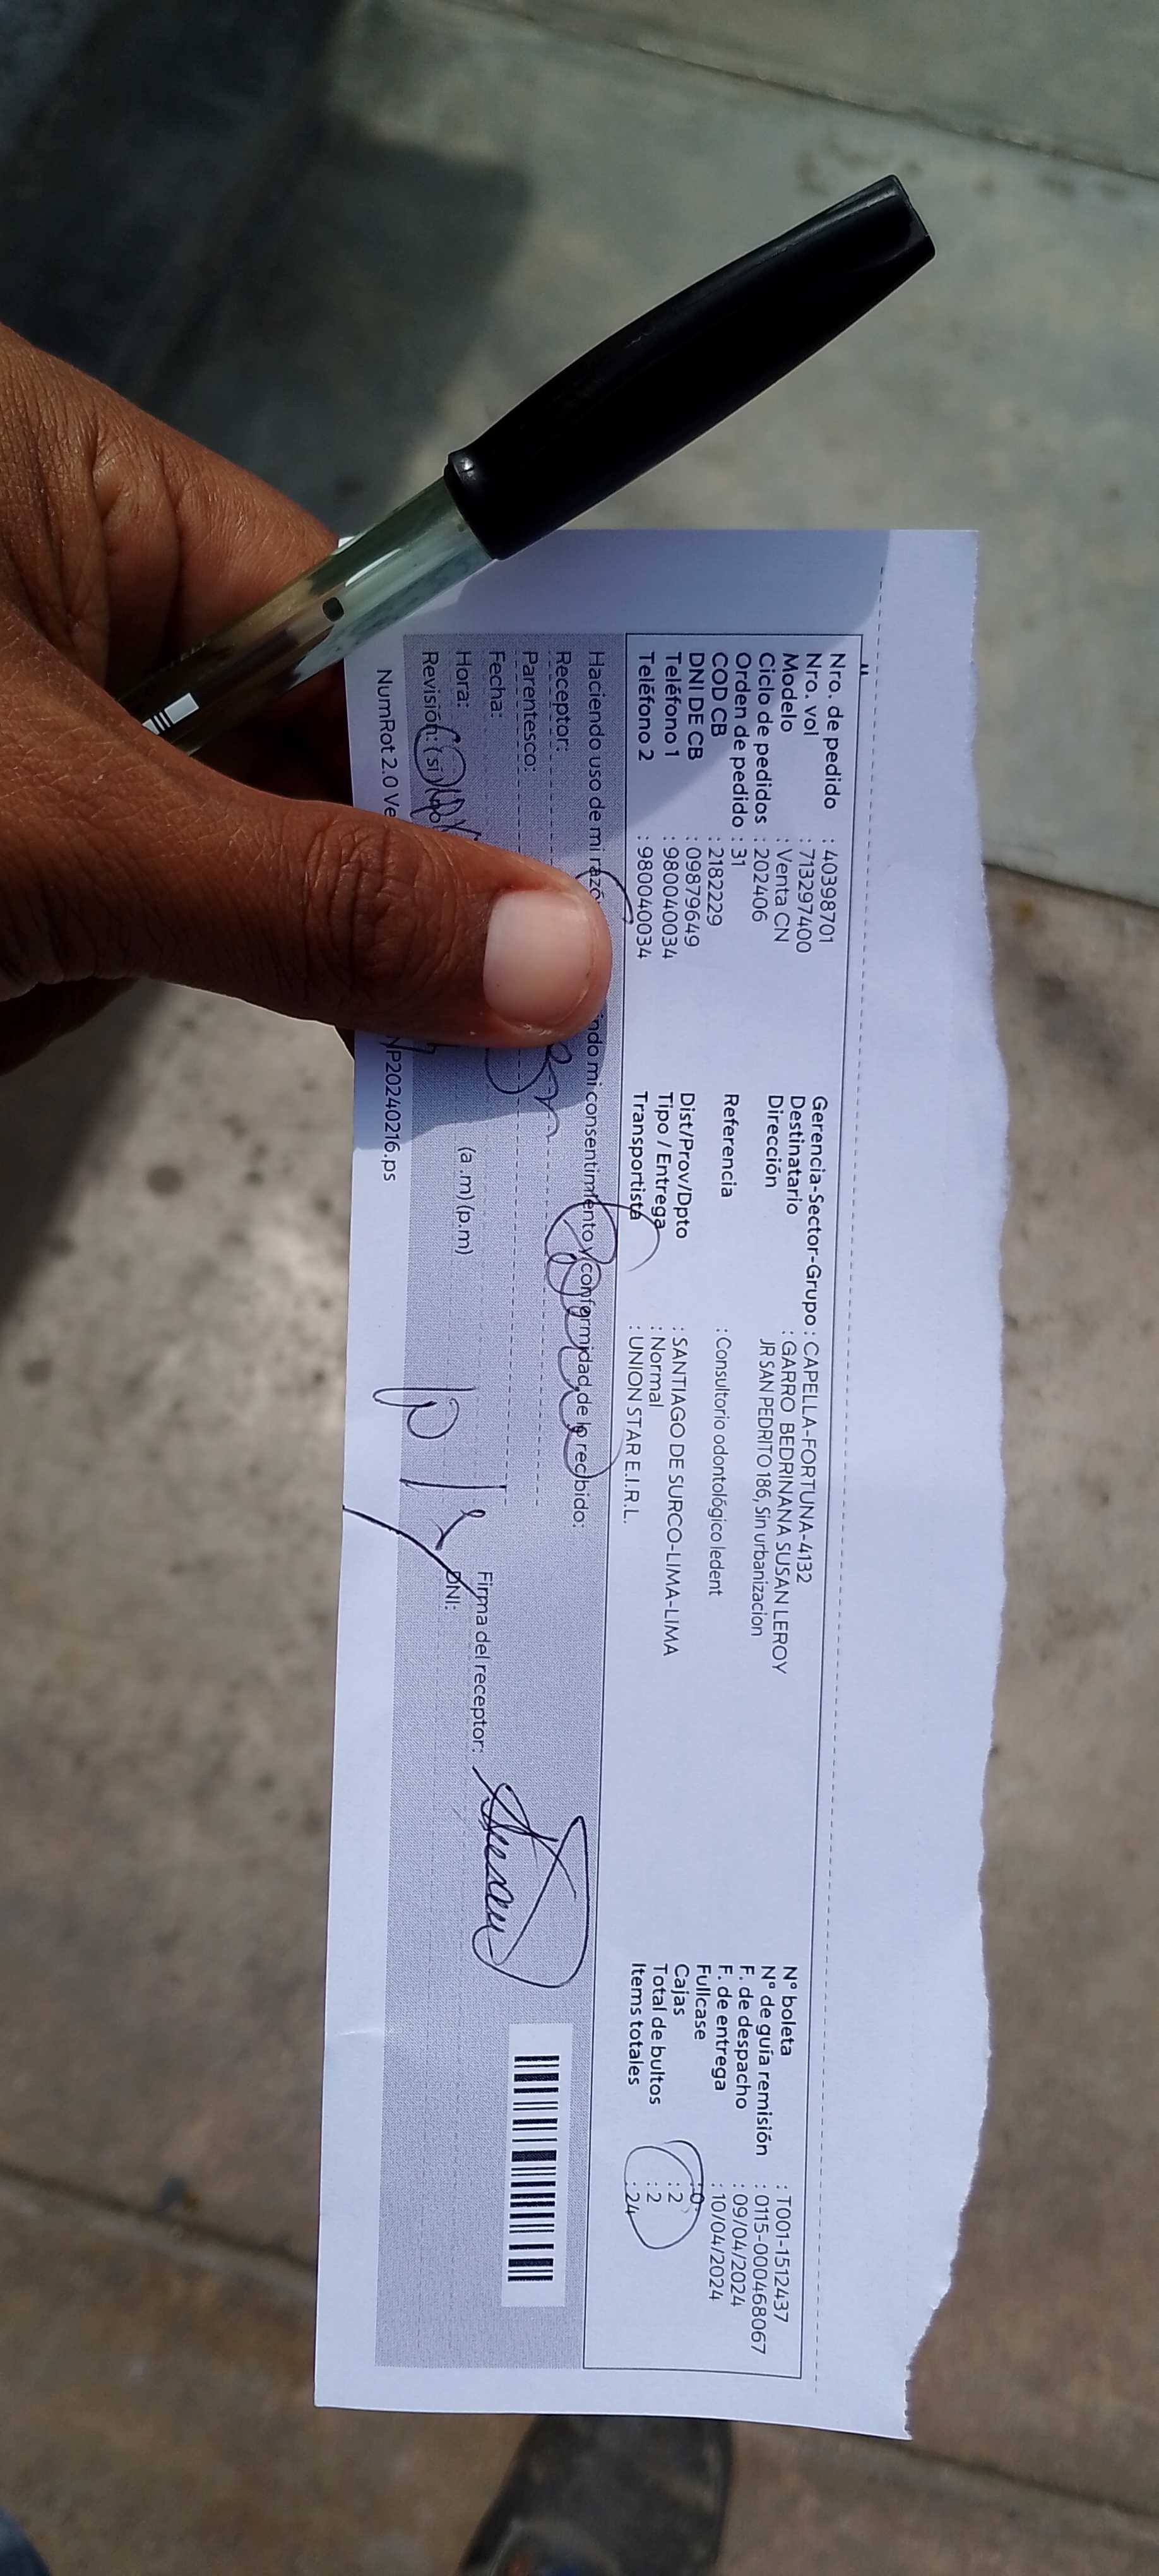 Nro. de pedido : 40398701
Nro. vol : 713297400
Modelo : Venta CN
Ciclo de pedidos : 202406
Orden de pedido : 31
COD CB : 2182229
DNI DE CB : 09879649
Teléfono 1 : 980040034
Teléfono 2 : 980040034
Gerencia-Sector-Grupo : CAPELLA-FORTUNA-4132
Destinatario : GARRO BEDRINANA SUSAN LEROY
Dirección JR SAN PEDRITO 186, Sin urbanizacion
Referencia : Consultorio odontológico ledent
Dist/Prov/Dpto : SANTIAGO DE SURCO-LIMA-LIMA
Tipo / Entrega : Normal
Transportista : UNION STAR E.I.R.L.
N° boleta : T001-1512437
N° de guía remisión : 0115-000468067
F. de despacho : 09/04/2024
F. de entrega : 10/04/2024
Fullcase : 0
Cajas : 2
Total de bultos : 2
Items totales : 24
Haciendo uso de mi razó ndo mi consentimiento y conformidad de lo recibido:
Receptor:
Parentesco:
Fecha:
Hora: (a .m) (p.m)
Revisión: (si)
Firma del receptor:
DNI:
NumRot 2.0 Ve P20240216.ps